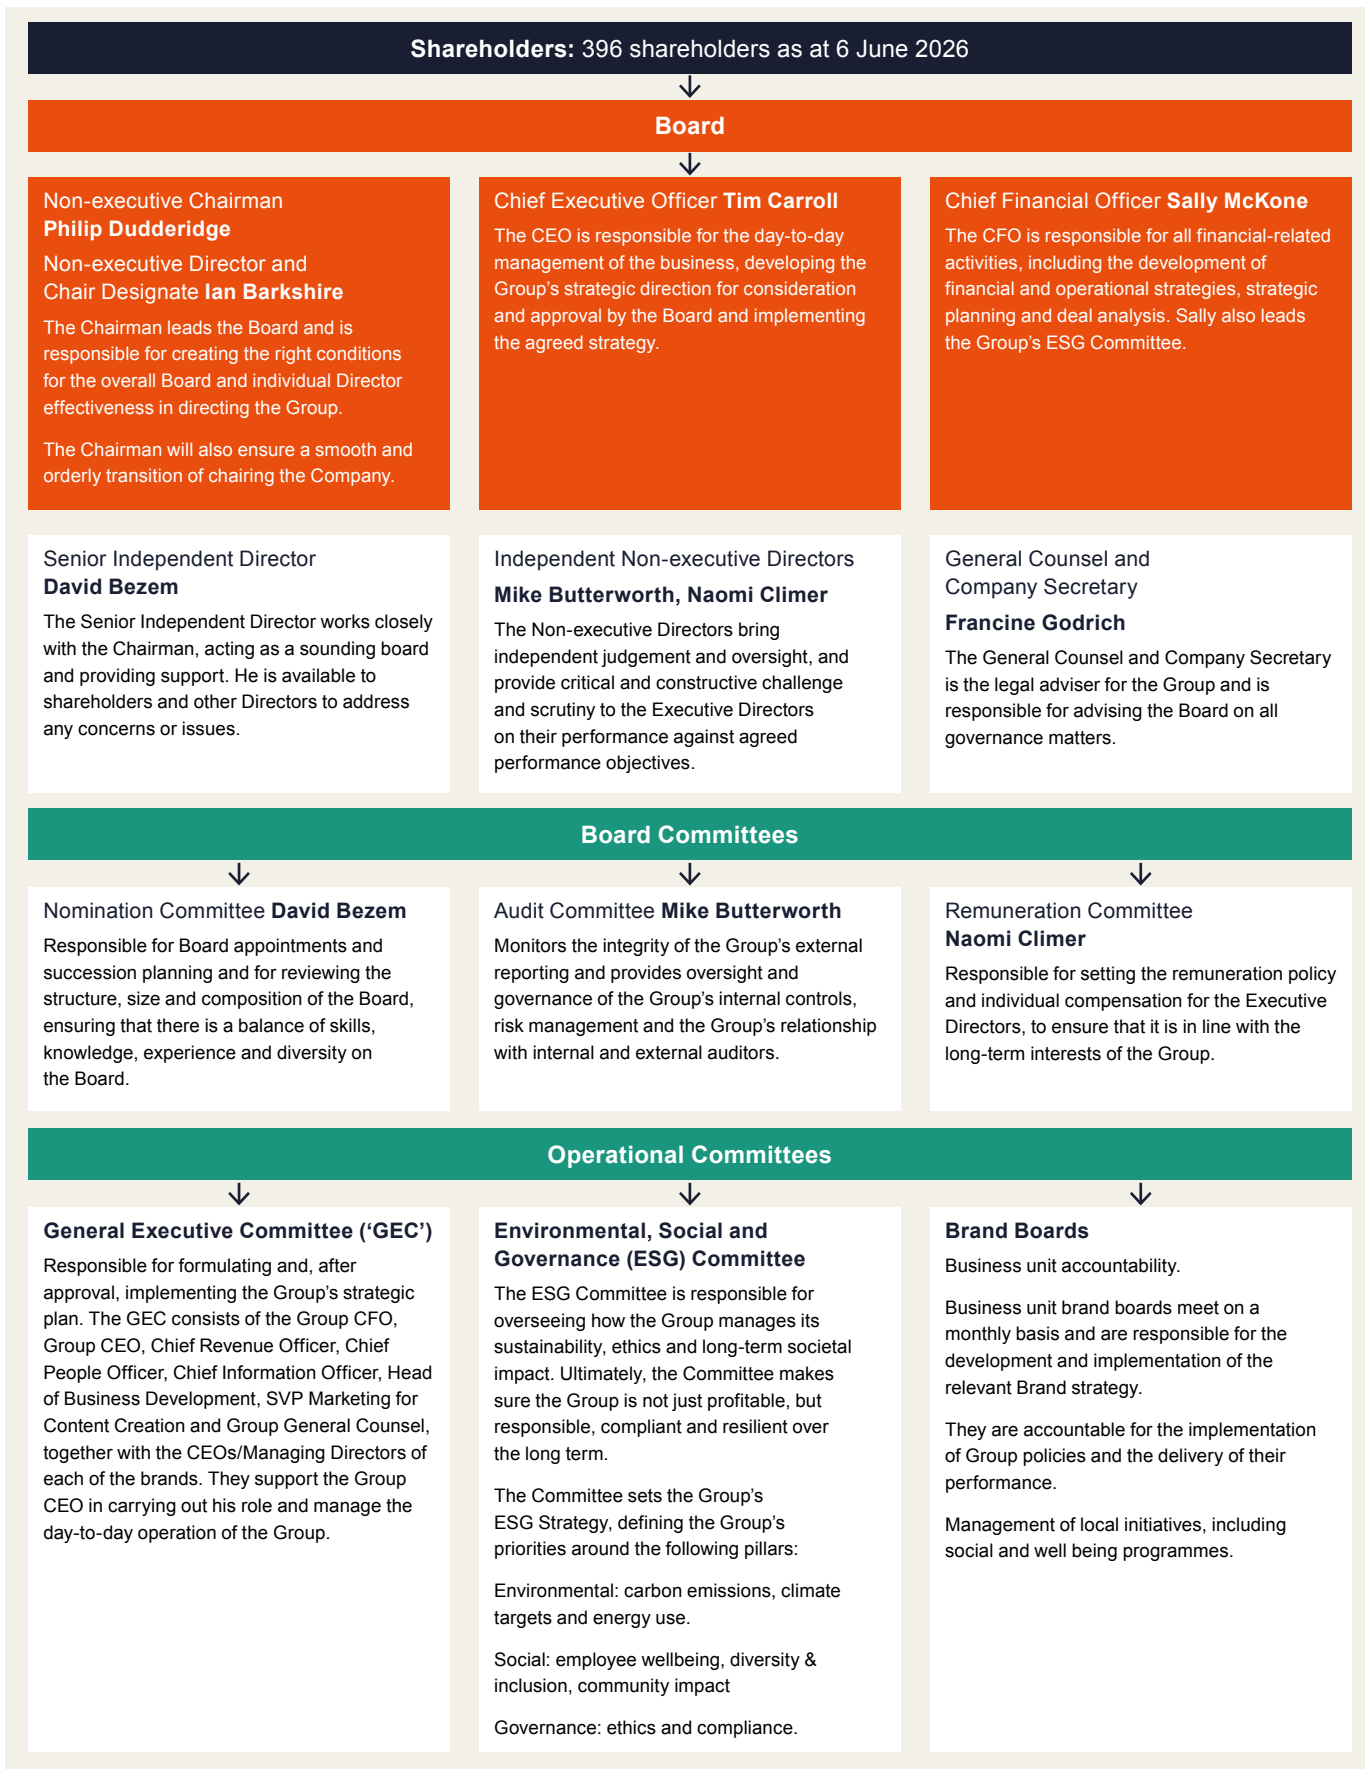 Shareholders: 396 shareholders as at 6 June 2026
Board
Non-executive Chairman
Philip Dudderidge
Non-executive Director and
Chair Designate Ian Barkshire
The Chairman leads the Board and is
responsible for creating the right conditions
for the overall Board and individual Director
effectiveness in directing the Group.
The Chairman will also ensure a smooth and
orderly transition of chairing the Company.
Chief Executive Officer Tim Carroll
The CEO is responsible for the day-to-day
management of the business, developing the
Group’s strategic direction for consideration
and approval by the Board and implementing
the agreed strategy.
Chief Financial Officer Sally McKone
The CFO is responsible for all financial-related
activities, including the development of
financial and operational strategies, strategic
planning and deal analysis. Sally also leads
the Group’s ESG Committee.
Senior Independent Director
David Bezem
The Senior Independent Director works closely
with the Chairman, acting as a sounding board
and providing support. He is available to
shareholders and other Directors to address
any concerns or issues.
Independent Non-executive Directors
Mike Butterworth, Naomi Climer
The Non-executive Directors bring
independent judgement and oversight, and
provide critical and constructive challenge
and scrutiny to the Executive Directors
on their performance against agreed
performance objectives.
General Counsel and
Company Secretary
Francine Godrich
The General Counsel and Company Secretary
is the legal adviser for the Group and is
responsible for advising the Board on all
governance matters.
Board Committees
Nomination Committee David Bezem
Responsible for Board appointments and
succession planning and for reviewing the
structure, size and composition of the Board,
ensuring that there is a balance of skills,
knowledge, experience and diversity on
the Board.
Audit Committee Mike Butterworth
Monitors the integrity of the Group’s external
reporting and provides oversight and
governance of the Group’s internal controls,
risk management and the Group’s relationship
with internal and external auditors.
Remuneration Committee
Naomi Climer
Responsible for setting the remuneration policy
and individual compensation for the Executive
Directors, to ensure that it is in line with the
long-term interests of the Group.
Operational Committees
General Executive Committee (‘GEC’)
Responsible for formulating and, after
approval, implementing the Group’s strategic
plan. The GEC consists of the Group CFO,
Group CEO, Chief Revenue Officer, Chief
People Officer, Chief Information Officer, Head
of Business Development, SVP Marketing for
Content Creation and Group General Counsel,
together with the CEOs/Managing Directors of
each of the brands. They support the Group
CEO in carrying out his role and manage the
day-to-day operation of the Group.
Environmental, Social and
Governance (ESG) Committee
The ESG Committee is responsible for
overseeing how the Group manages its
sustainability, ethics and long-term societal
impact. Ultimately, the Committee makes
sure the Group is not just profitable, but
responsible, compliant and resilient over
the long term.
The Committee sets the Group’s
ESG Strategy, defining the Group’s
priorities around the following pillars:
Environmental: carbon emissions, climate
targets and energy use.
Social: employee wellbeing, diversity &
inclusion, community impact
Governance: ethics and compliance.
Brand Boards
Business unit accountability.
Business unit brand boards meet on a
monthly basis and are responsible for the
development and implementation of the
relevant Brand strategy.
They are accountable for the implementation
of Group policies and the delivery of their
performance.
Management of local initiatives, including
social and well being programmes.